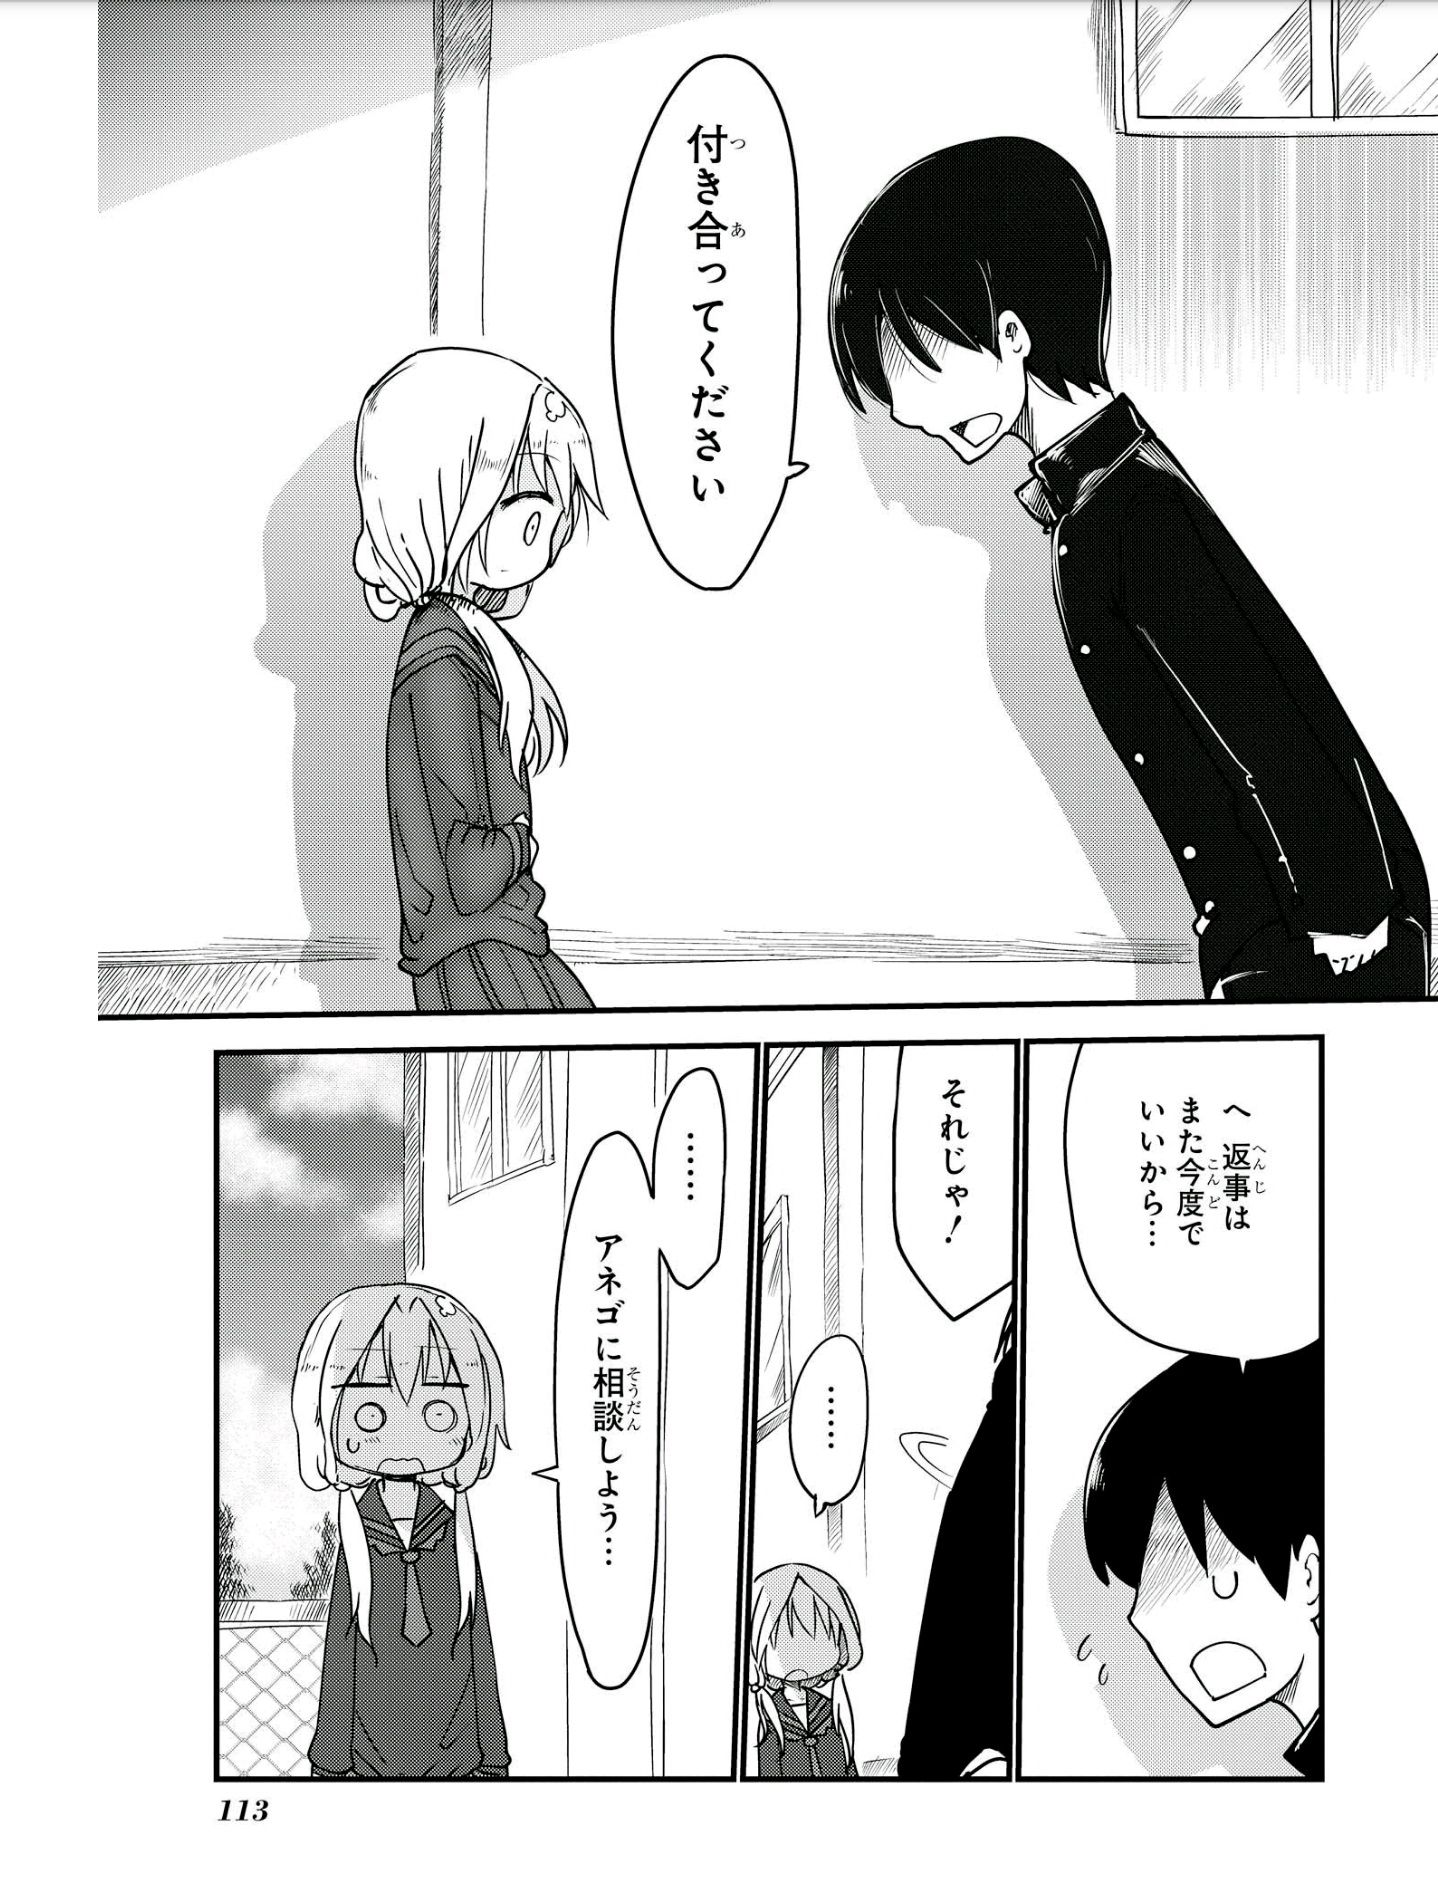 付き合ってください
へ 返事は
また今度で
いいから…
それじゃ!
……
……
アネゴに相談しよう…
113